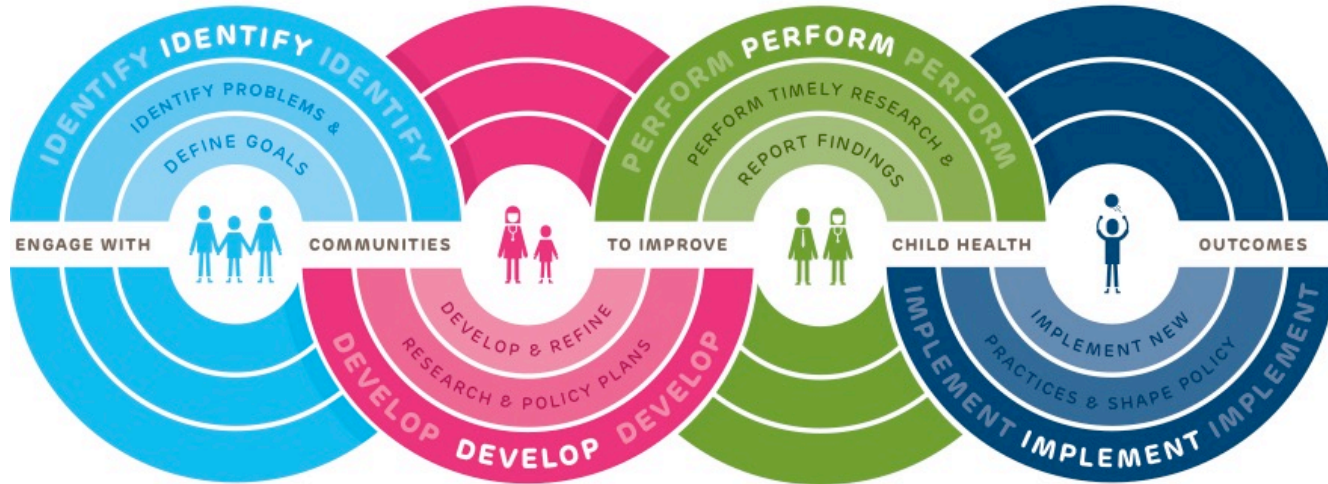 IDENTIFY IDENTIFY IDENTIFY
IDENTIFY PROBLEMS &
DEFINE GOALS
PERFORM PERFORM PERFORM
PERFORM TIMELY RESEARCH &
REPORT FINDINGS
ENGAGE WITH COMMUNITIES TO IMPROVE CHILD HEALTH OUTCOMES
DEVELOP & REFINE
RESEARCH & POLICY PLANS
DEVELOP DEVELOP DEVELOP
IMPLEMENT NEW
PRACTICES & SHAPE POLICY
IMPLEMENT IMPLEMENT IMPLEMENT